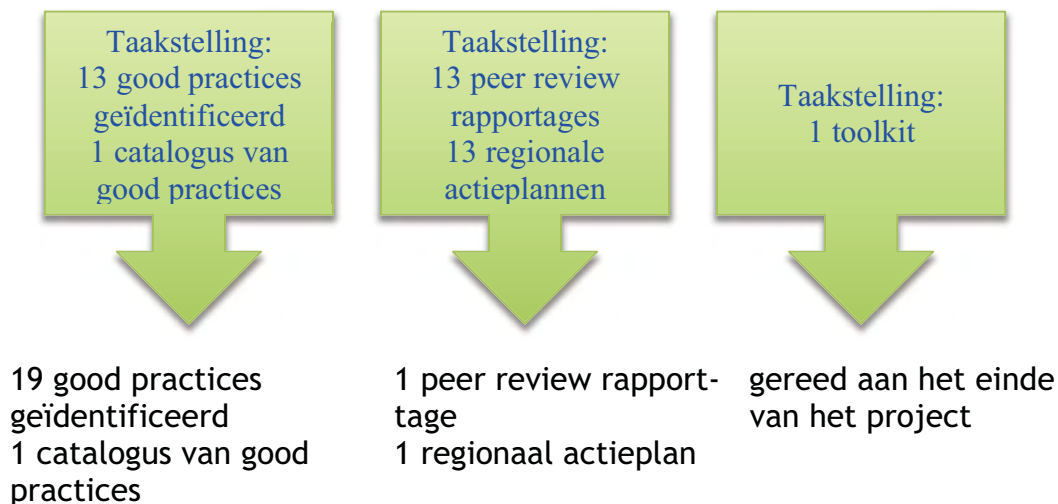 Taakstelling:
13 good practices
geïdentificeerd
1 catalogus van
good practices
Taakstelling:
13 peer review
rapportages
13 regionale
actieplannen
Taakstelling:
1 toolkit
19 good practices
geïdentificeerd
1 catalogus van good
practices
1 peer review rapport-
tage
1 regionaal actieplan
gereed aan het einde
van het project